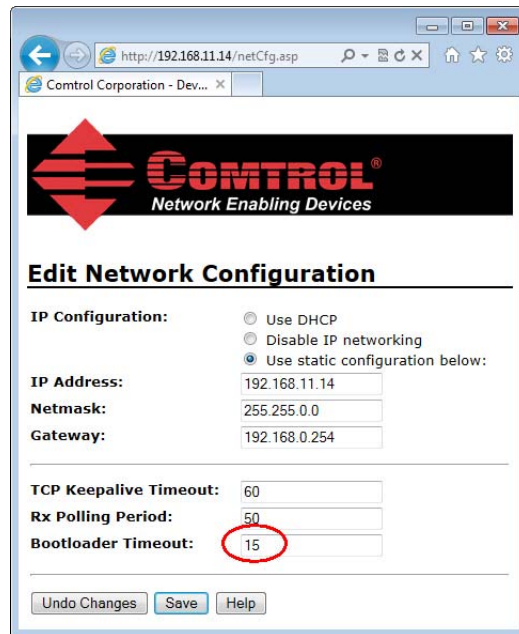 http://192.168.11.14/netCfg.asp
Comtrol Corporation - Dev...
COMTROL®
Network Enabling Devices
Edit Network Configuration
IP Configuration:
Use DHCP
Disable IP networking
Use static configuration below:
IP Address: 192.168.11.14
Netmask: 255.255.0.0
Gateway: 192.168.0.254
TCP Keepalive Timeout: 60
Rx Polling Period: 50
Bootloader Timeout: 15
Undo Changes Save Help